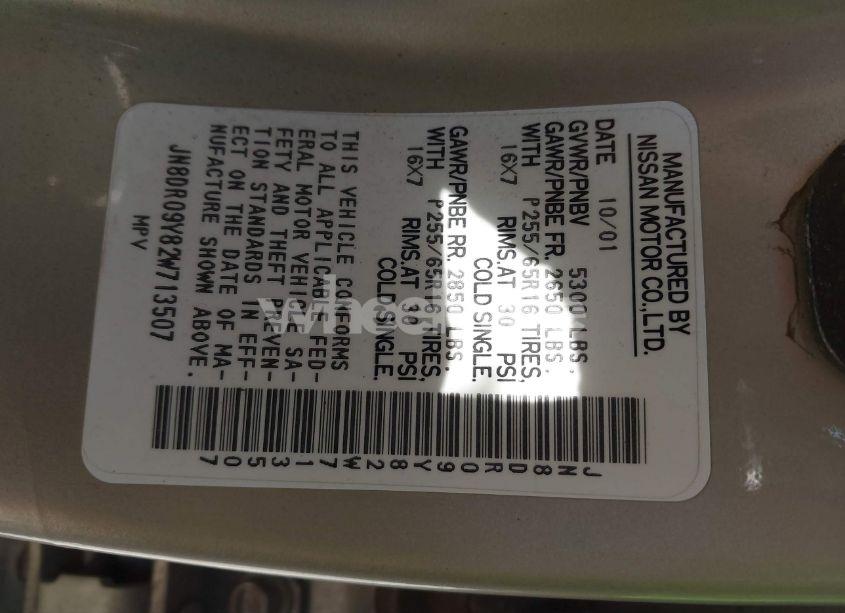 MANUFACTURED BY
NISSAN MOTOR CO.,LTD.
DATE 10/01
GVWR/PNBV 5300 LBS.
GAWR/PNBE FR. 2650 LBS.
WITH P255/65R16 TIRES,
16X7 RIMS.AT 30 PSI
COLD SINGLE.
GAWR/PNBE RR. 2850 LBS.
WITH P255/65R16 TIRES,
16X7 RIMS.AT 30 PSI
COLD SINGLE.
THIS VEHICLE CONFORMS
TO ALL APPLICABLE FED-
ERAL MOTOR VEHICLE SA-
FETY AND THEFT PREVEN-
TION STANDARDS IN EFF-
ECT ON THE DATE OF MA-
NUFACTURE SHOWN ABOVE.
JN8DR09Y82W713507
MPV
JN8DR09Y82W713507